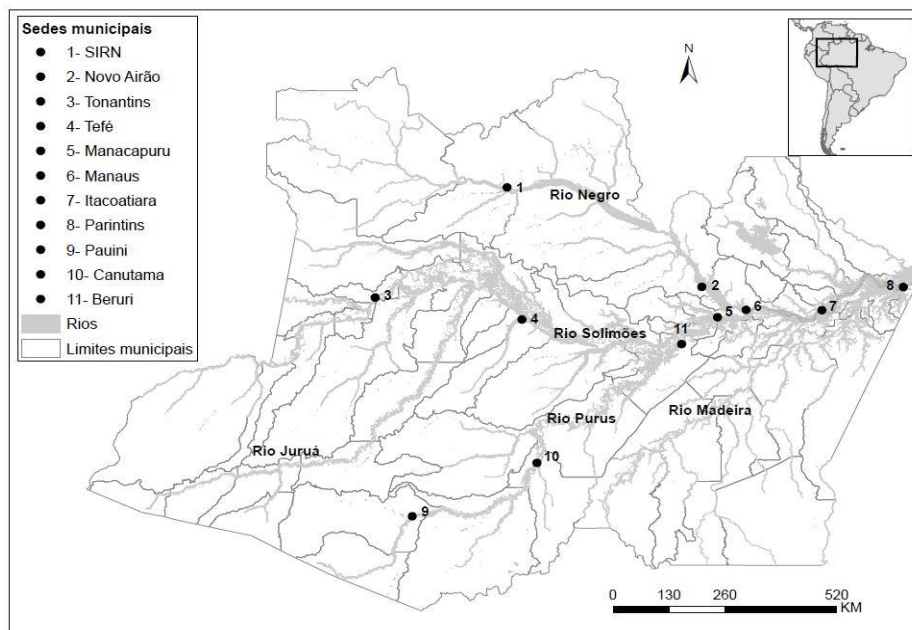 Sedes municipais
1- SIRN
2- Novo Airão
3- Tonantins
4- Tefé
5- Manacapuru
6- Manaus
7- Itacoatiara
8- Parintins
9- Pauini
10- Canutama
11- Beruri
Rios
Limites municipais
N
1
Rio Negro
2
8
3
4
5
6
7
Rio Solimões
11
Rio Madeira
Rio Purus
Rio Juruá
10
9
0 130 260 520
KM